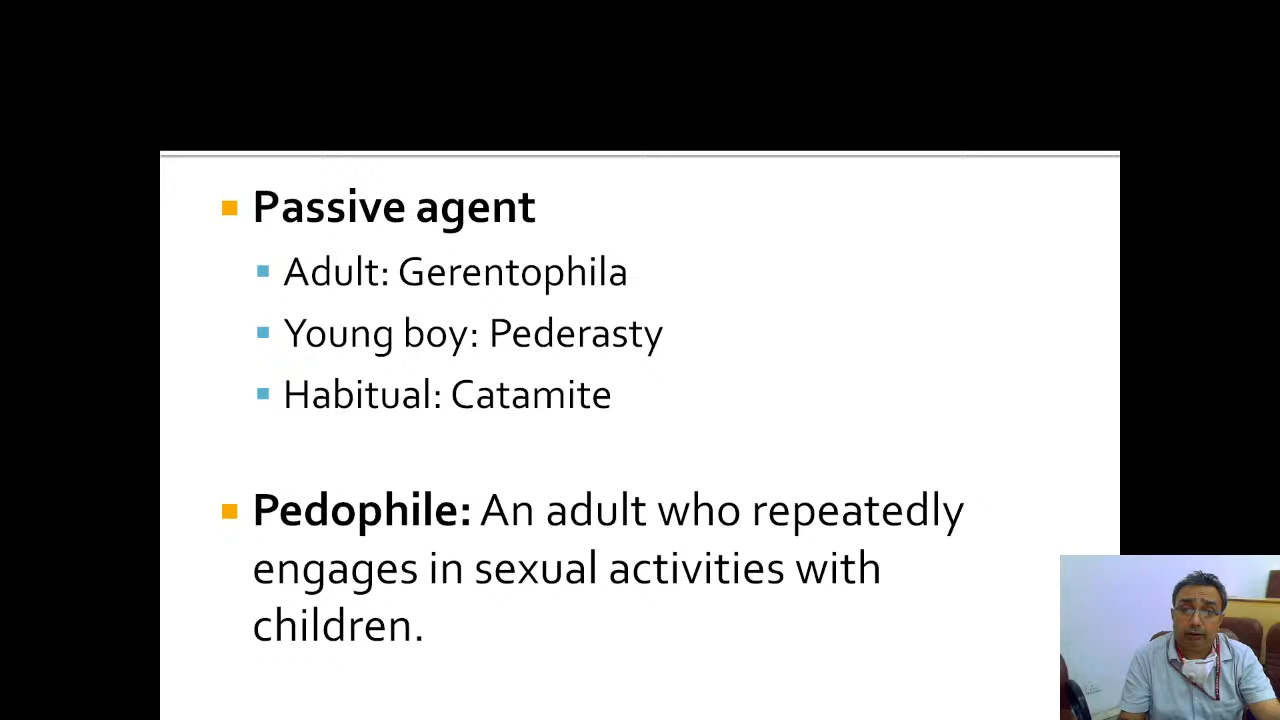 Passive agent
Adult: Gerentophila
Young boy: Pederasty
Habitual: Catamite
Pedophile: An adult who repeatedly
engages in sexual activities with
children.